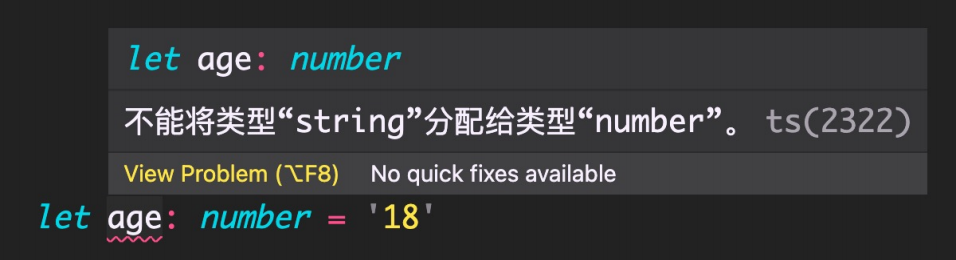 let age: number
不能将类型“string”分配给类型“number”。 ts(2322)
View Problem (⌥F8) No quick fixes available
let age: number = '18'